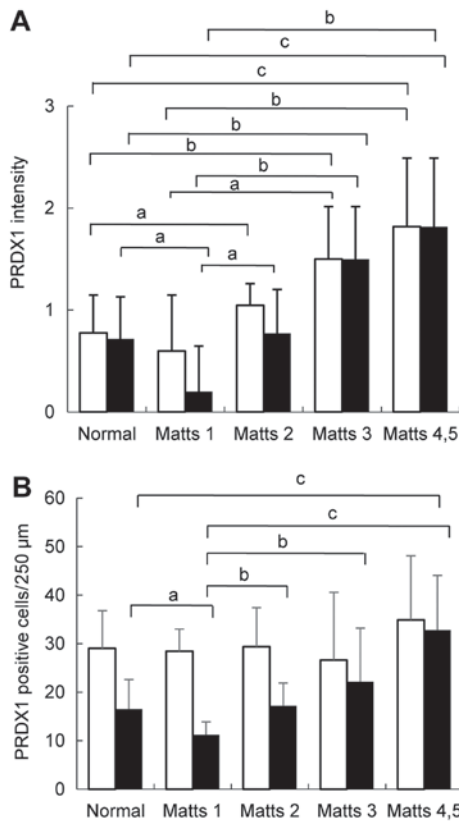 A
b
c
c
b
b
b
b
a
a
a
a
3
2
1
0
PRDX1 intensity
Normal Matts 1 Matts 2 Matts 3 Matts 4,5
B
c
c
b
b
a
60
50
40
30
20
10
0
PRDX1 positive cells/250 μm
Normal Matts 1 Matts 2 Matts 3 Matts 4,5